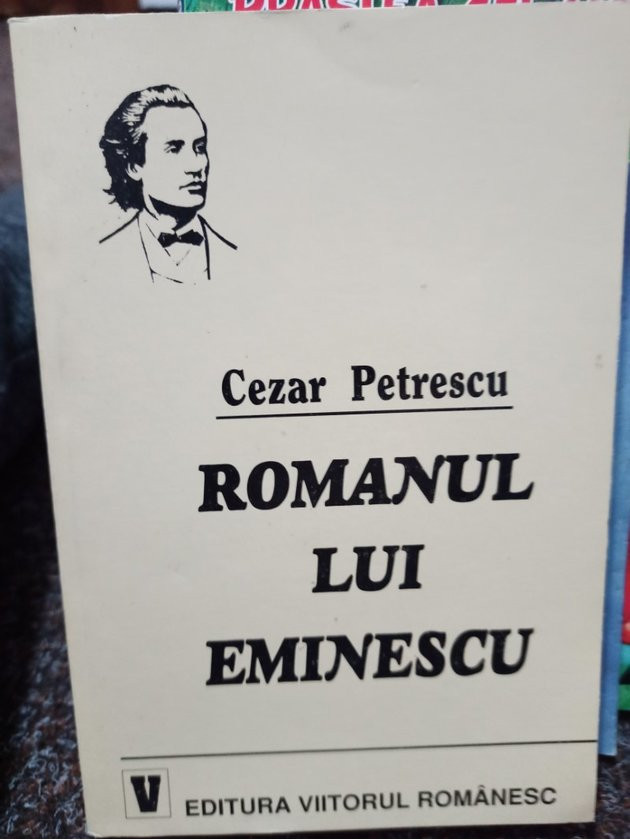 Cezar Petrescu
ROMANUL
LUI
EMINESCU
V EDITURA VIITORUL ROMÂNESC